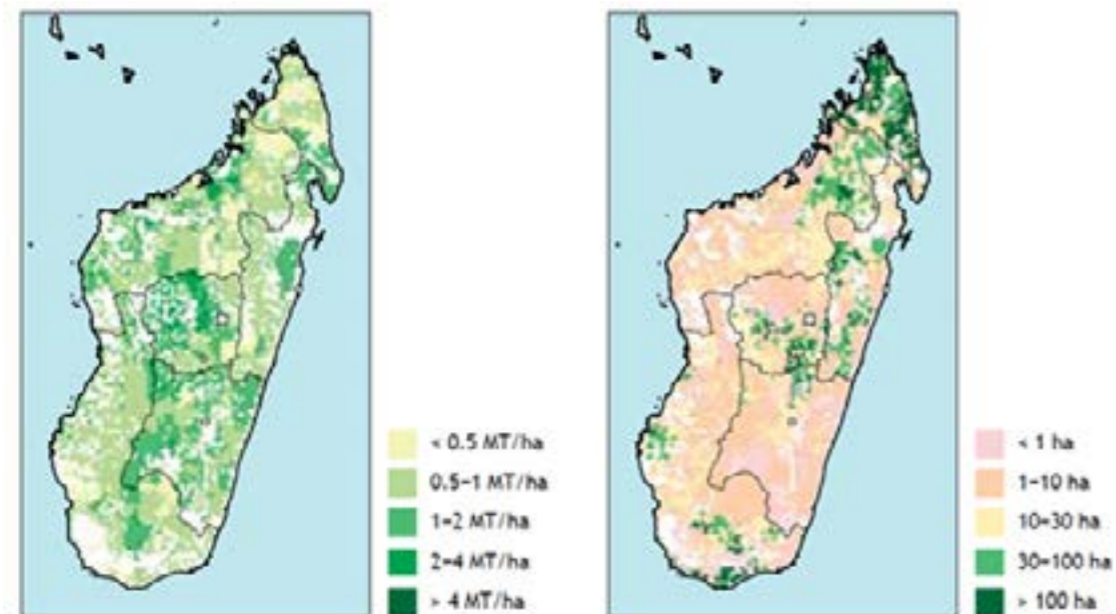 < 0.5 MT/ha
0.5-1 MT/ha
1-2 MT/ha
2-4 MT/ha
> 4 MT/ha
< 1 ha
1-10 ha
10-30 ha
30-100 ha
> 100 ha